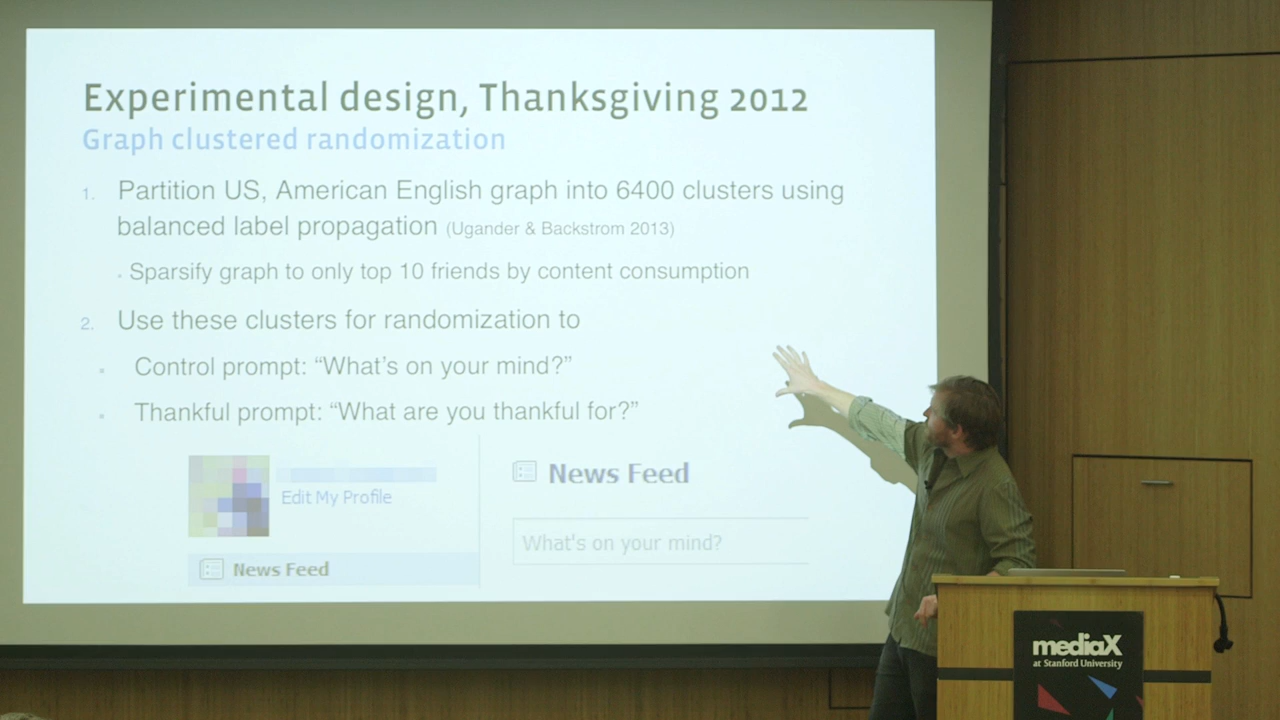 Experimental design, Thanksgiving 2012
Graph clustered randomization
1. Partition US, American English graph into 6400 clusters using
balanced label propagation (Ugander & Backstrom 2013)
Sparsify graph to only top 10 friends by content consumption
2. Use these clusters for randomization to
Control prompt: “What’s on your mind?”
Thankful prompt: “What are you thankful for?”
Edit My Profile
News Feed
News Feed
What's on your mind?
mediaX
at Stanford University